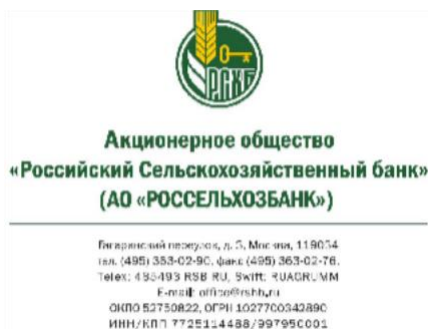 РСХБ
Акционерное общество
«Российский Сельскохозяйственный банк»
(АО «РОССЕЛЬХОЗБАНК»)
Гагаринский переулок, д. 3, Москва, 119034
тел. (495) 363-02-90, факс (495) 363-02-76.
Telex: 485493 RSB RU, Swift: RUAGRUMM
E-mail: office@rshb.ru
ОКПО 52750822, ОГРН 1027700342890
ИНН/КПП 7725114488/997950001